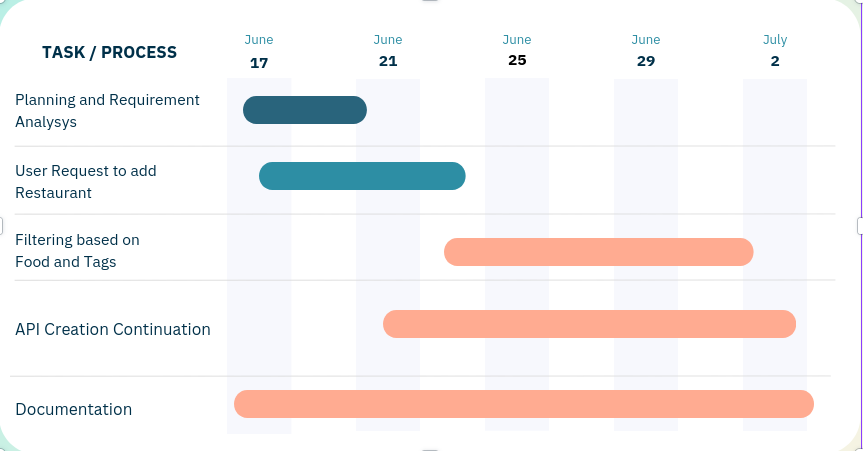 TASK / PROCESS
June
17
June
21
June
25
June
29
July
2
Planning and Requirement
Analysys
User Request to add
Restaurant
Filtering based on
Food and Tags
API Creation Continuation
Documentation